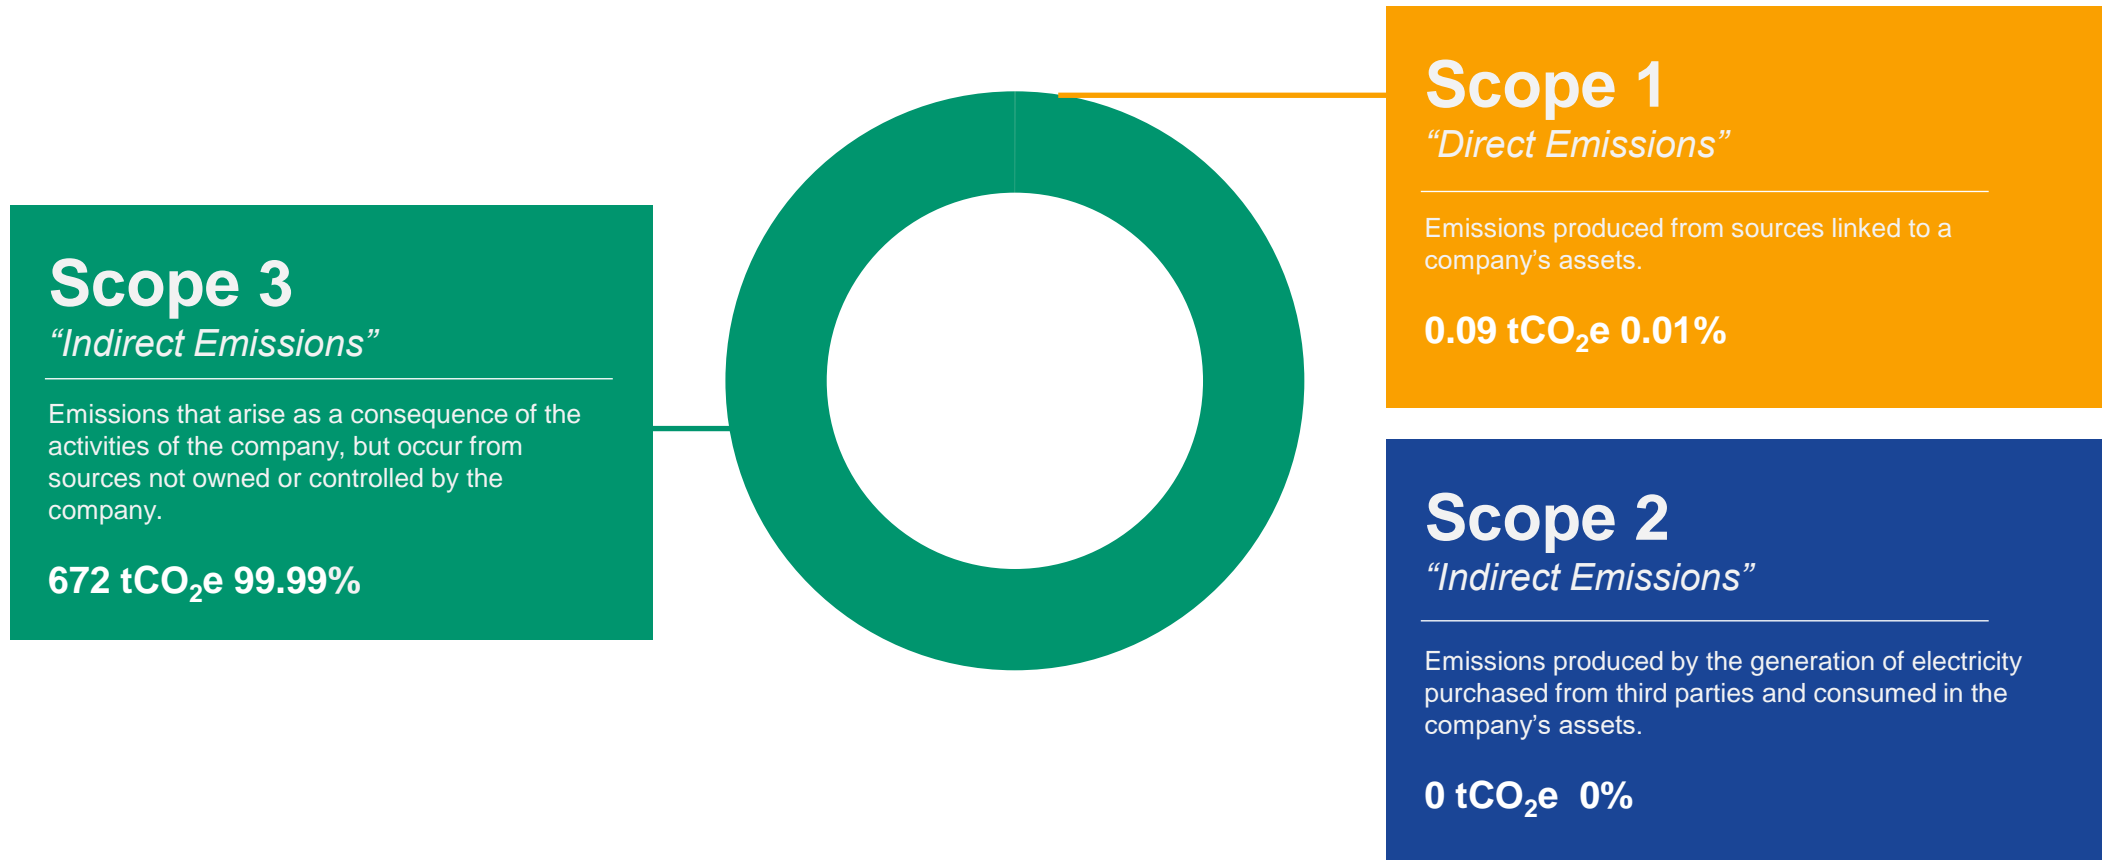 Scope 1
“Direct Emissions”
Emissions produced from sources linked to a
company’s assets.
0.09 tCO₂e 0.01%
Scope 3
“Indirect Emissions”
Emissions that arise as a consequence of the
activities of the company, but occur from
sources not owned or controlled by the
company.
672 tCO₂e 99.99%
Scope 2
“Indirect Emissions”
Emissions produced by the generation of electricity
purchased from third parties and consumed in the
company’s assets.
0 tCO₂e 0%